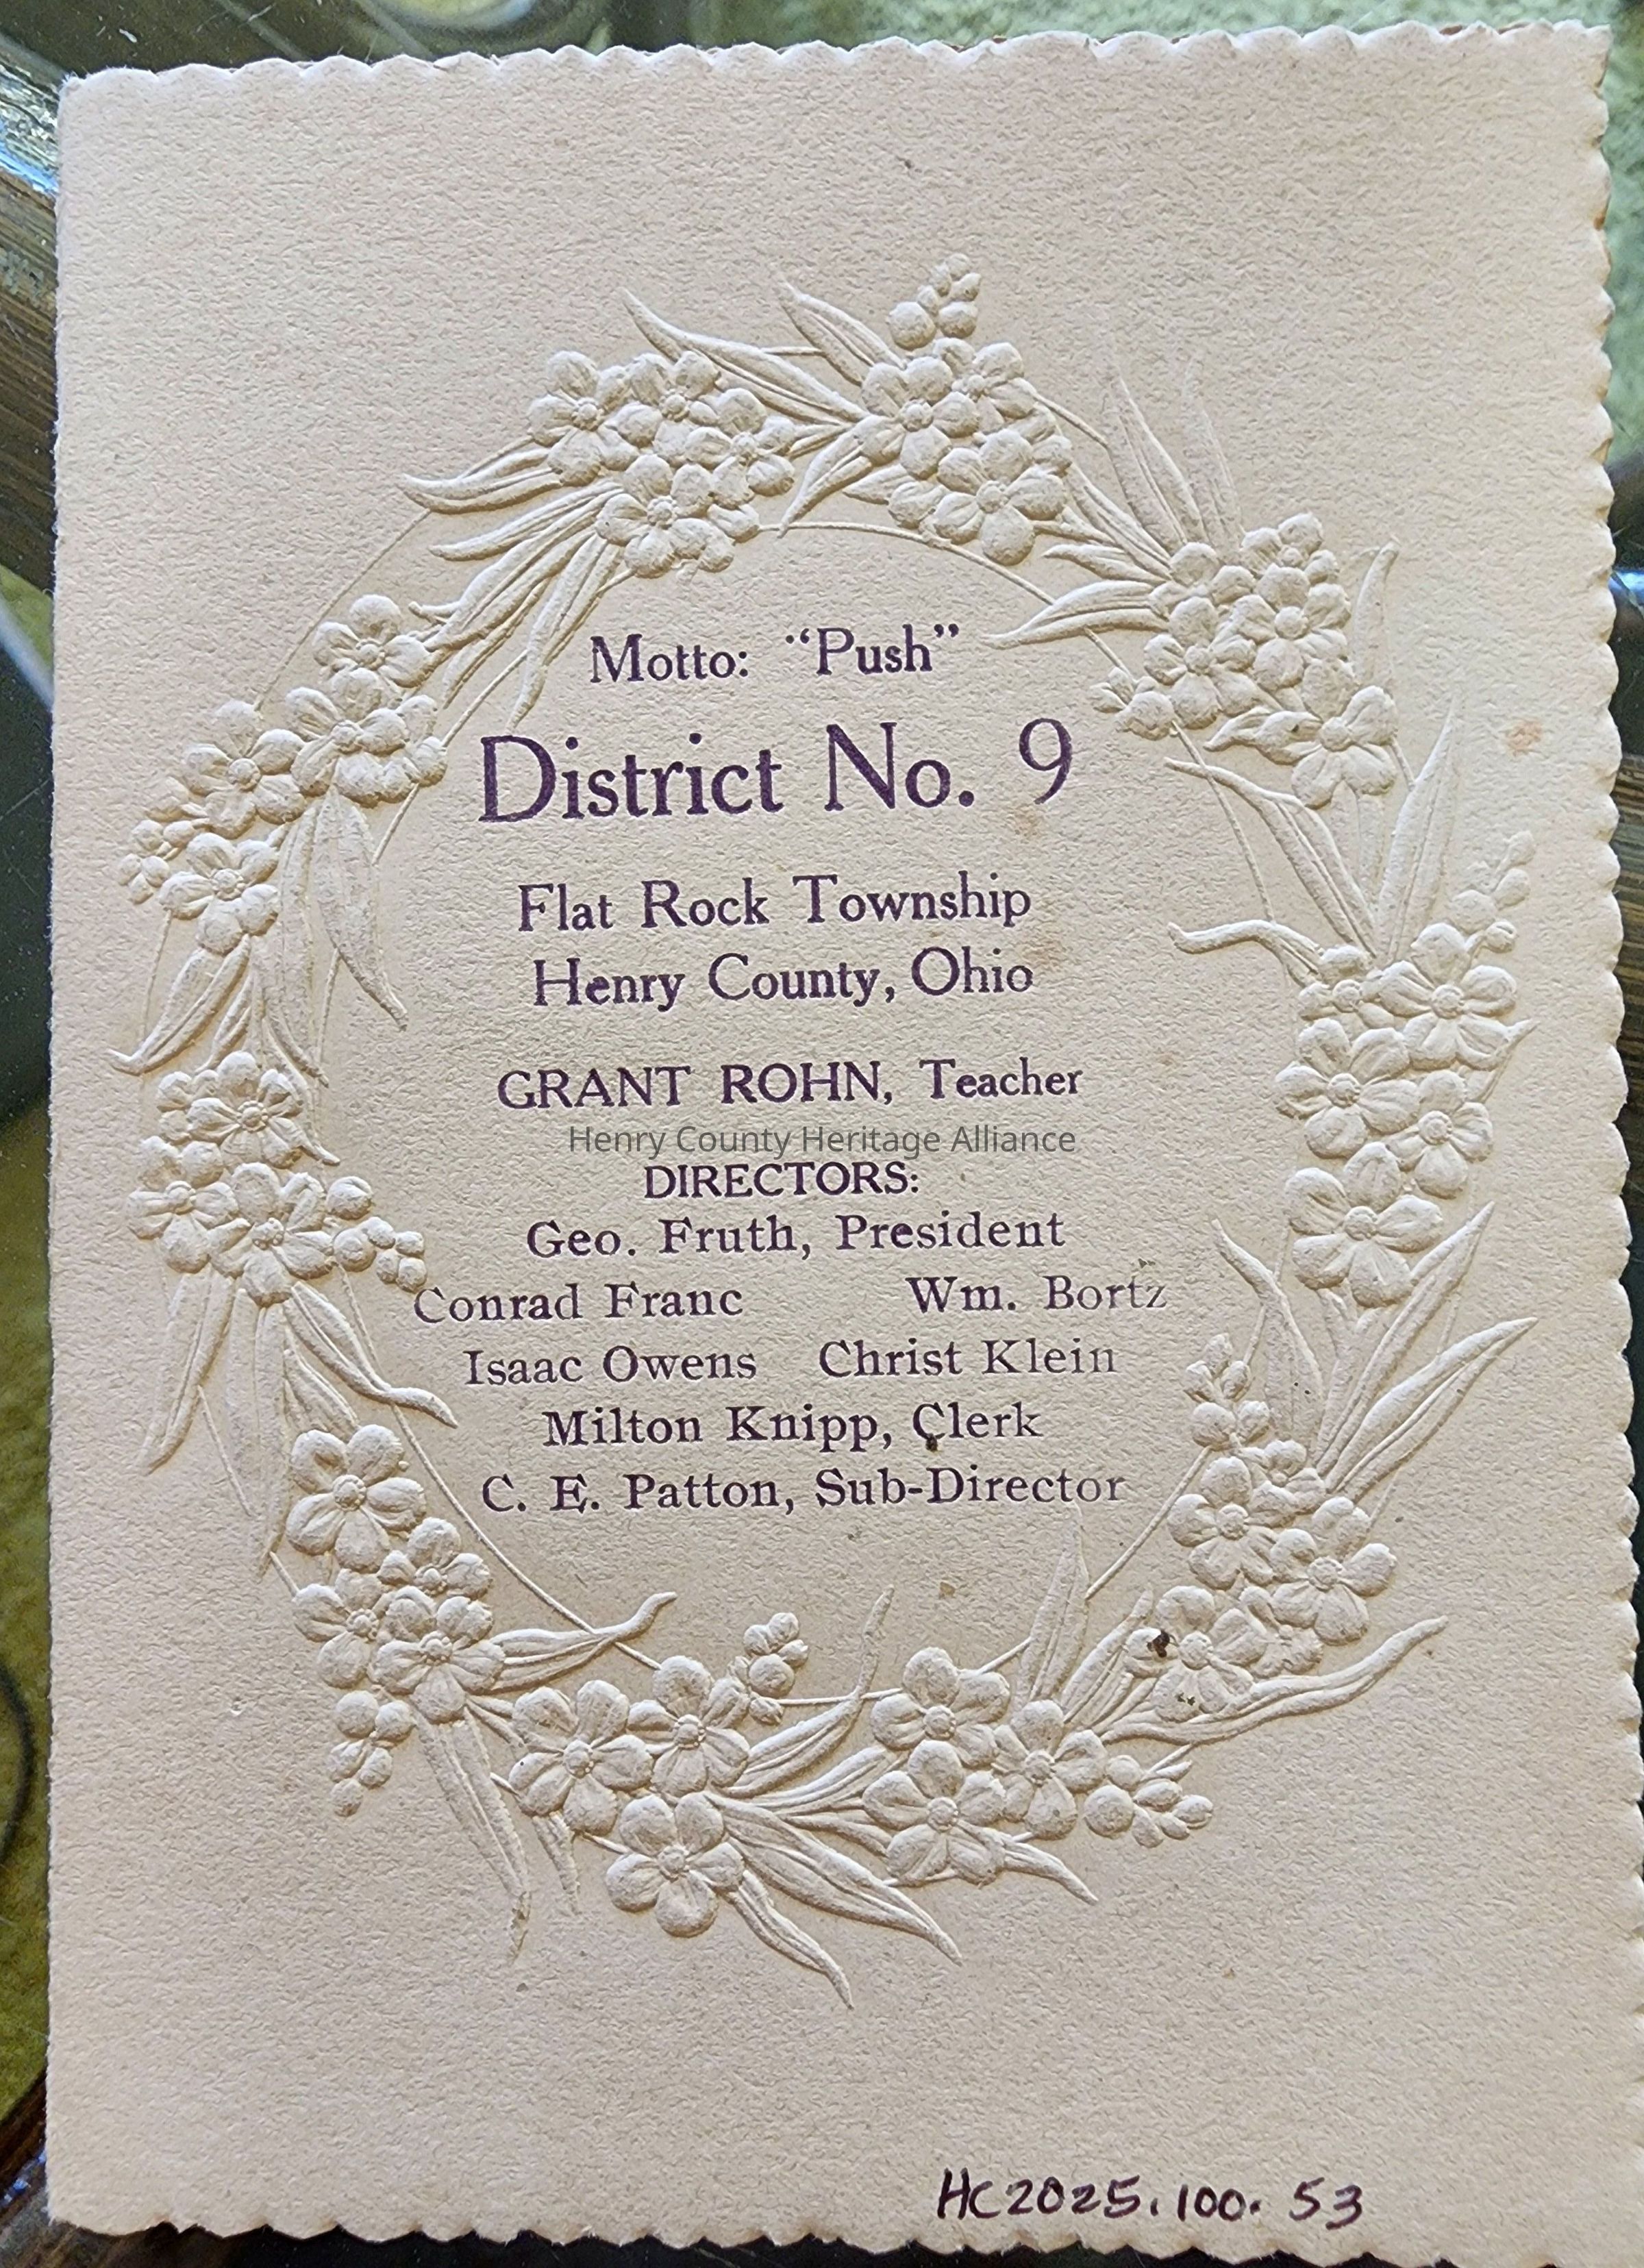 Motto: “Push”
District No. 9
Flat Rock Township
Henry County, Ohio
GRANT ROHN, Teacher
Henry County Heritage Alliance
DIRECTORS:
Geo. Fruth, President
Conrad Franc Wm. Bortz
Isaac Owens Christ Klein
Milton Knipp, Clerk
C. E. Patton, Sub-Director
HC2025.100.53